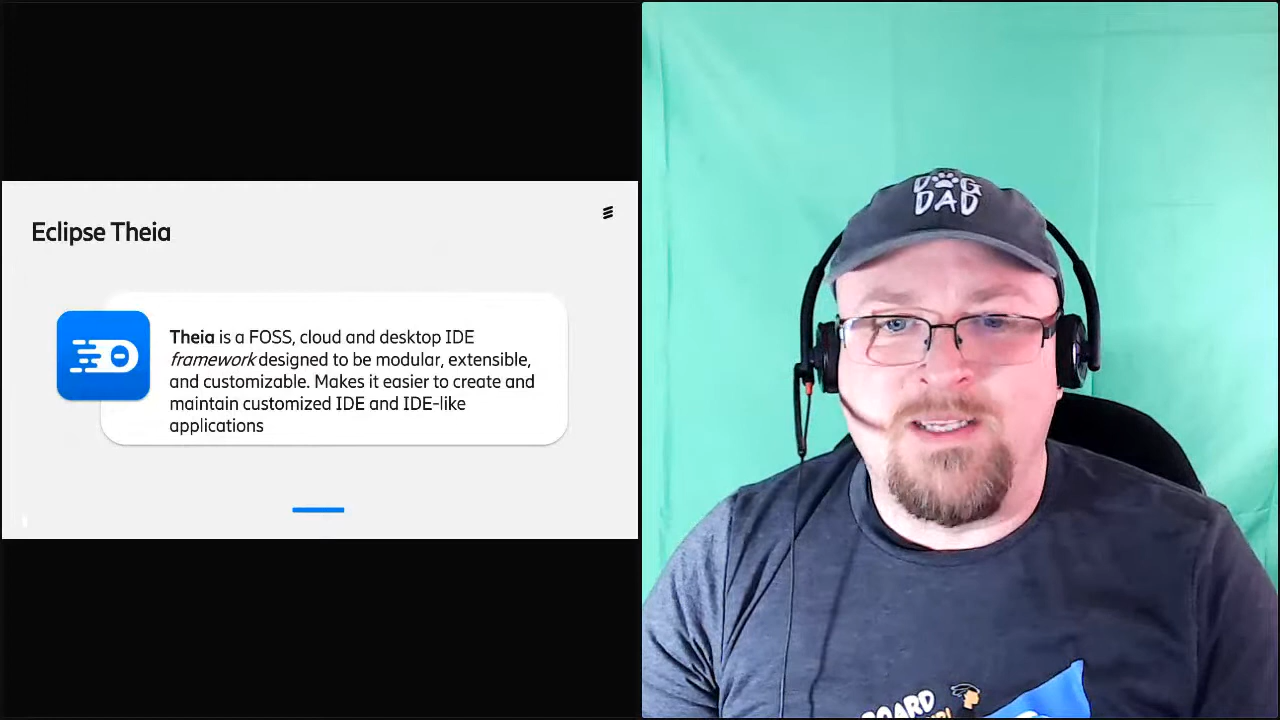 Eclipse Theia
Theia is a FOSS, cloud and desktop IDE
framework designed to be modular, extensible,
and customizable. Makes it easier to create and
maintain customized IDE and IDE-like
applications
DOG
DAD
BOARD